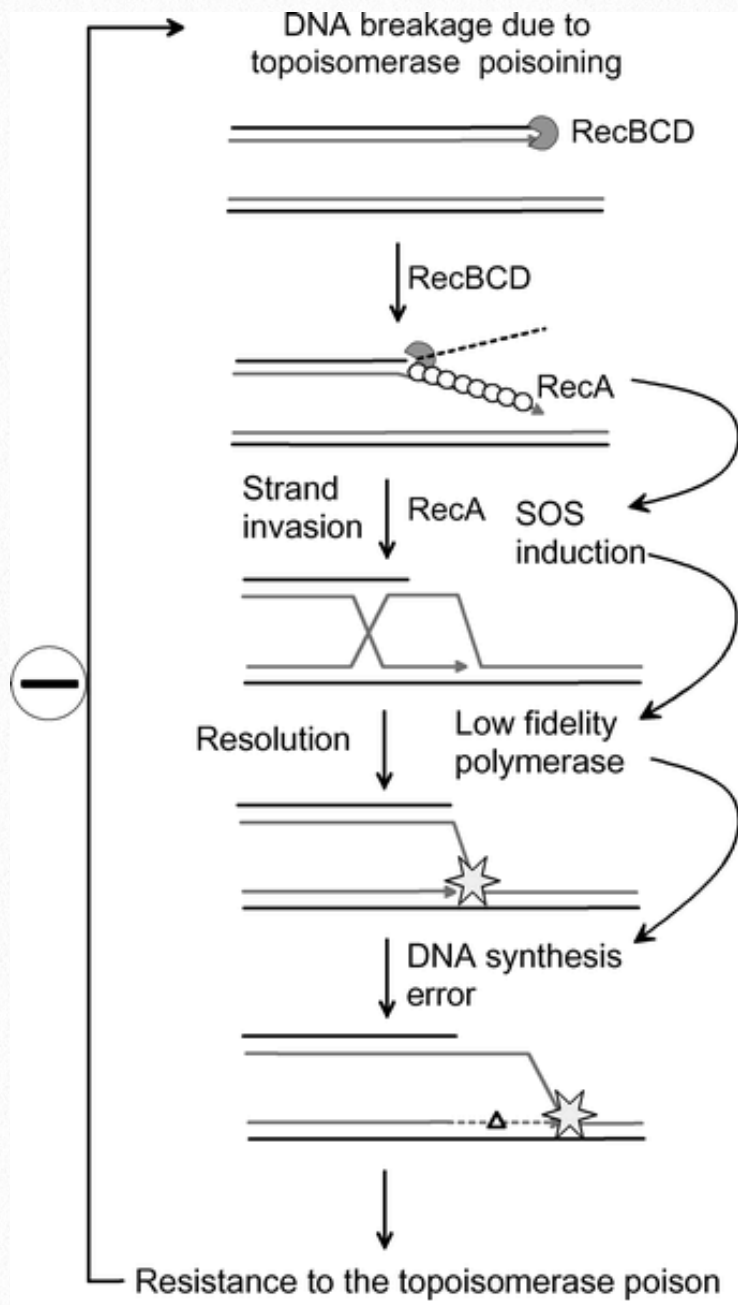 DNA breakage due to
topoisomerase poisoining
RecBCD
RecBCD
RecA
Strand
invasion
RecA
SOS
induction
Resolution
Low fidelity
polymerase
DNA synthesis
error
Resistance to the topoisomerase poison